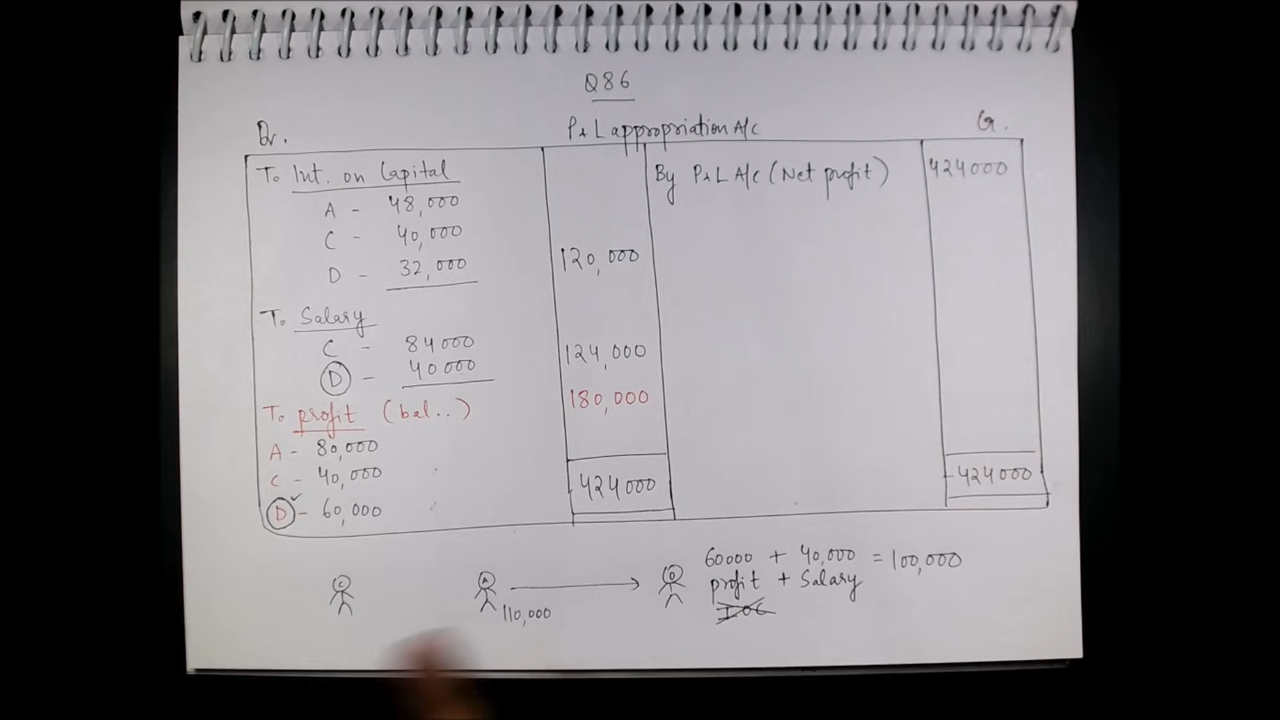 Q86
Dr. P&L appropriation A/c Cr.
To Int. on Capital
A - 48,000
C - 40,000
D - 32,000 120,000
To Salary
C - 84000
D - 40000 124,000
To profit (bal..) 180,000
A - 80,000
C - 40,000
D - 60,000
424000
By P&L A/c (Net profit) 424000
424000
C
A
110,000
D
60000 + 40,000 = 100,000
profit + Salary
IOC